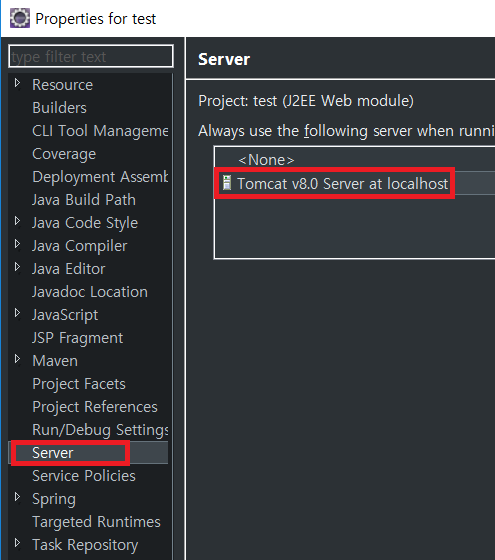 Properties for test
type filter text
Resource
Builders
CLI Tool Manageme
Coverage
Deployment Assemb
Java Build Path
Java Code Style
Java Compiler
Java Editor
Javadoc Location
JavaScript
JSP Fragment
Maven
Project Facets
Project References
Run/Debug Settings
Server
Service Policies
Spring
Targeted Runtimes
Task Repository
Server
Project: test (J2EE Web module)
Always use the following server when runni
<None>
Tomcat v8.0 Server at localhost